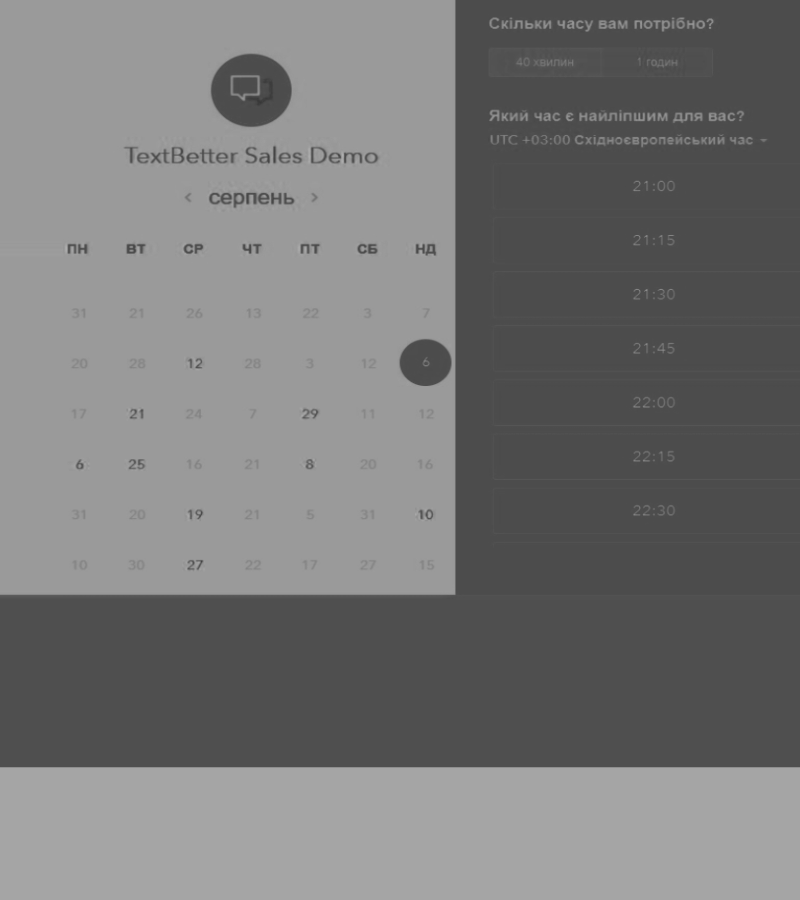 TextBetter Sales Demo
< серпень >
ПН ВТ СР ЧТ ПТ СБ НД
31 21 26 13 22 3 7
20 28 12 28 3 12 6
17 21 24 7 29 11 12
6 25 16 21 8 20 16
31 20 19 21 5 31 10
10 30 27 22 17 27 15
Скільки часу вам потрібно?
40 хвилин 1 годин
Який час є найліпшим для вас?
UTC +03:00 Східноєвропейський час
21:00
21:15
21:30
21:45
22:00
22:15
22:30